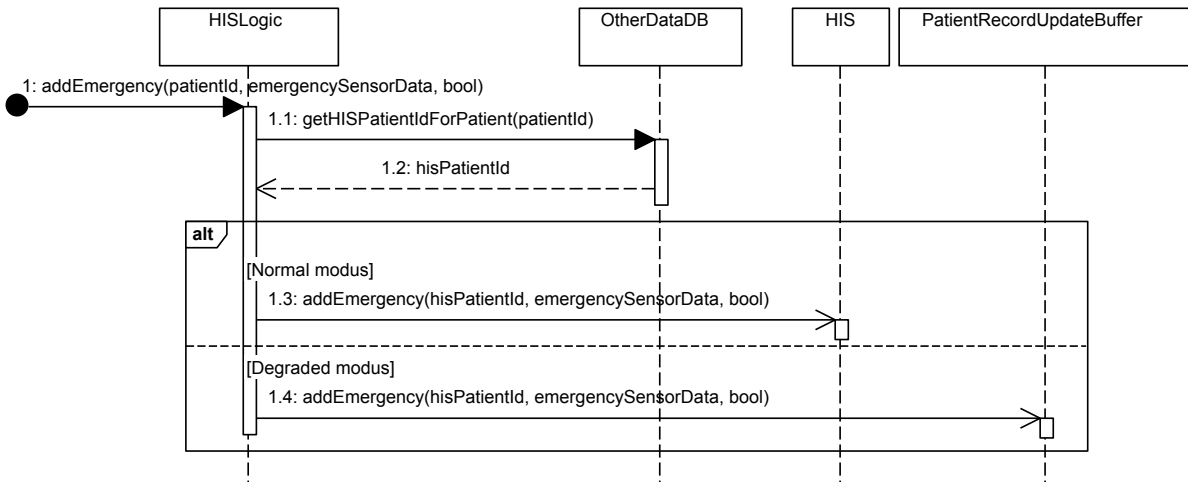 HISLogic
OtherDataDB
HIS
PatientRecordUpdateBuffer
1: addEmergency(patientId, emergencySensorData, bool)
1.1: getHISPatientIdForPatient(patientId)
1.2: hisPatientId
alt
[Normal modus]
1.3: addEmergency(hisPatientId, emergencySensorData, bool)
[Degraded modus]
1.4: addEmergency(hisPatientId, emergencySensorData, bool)